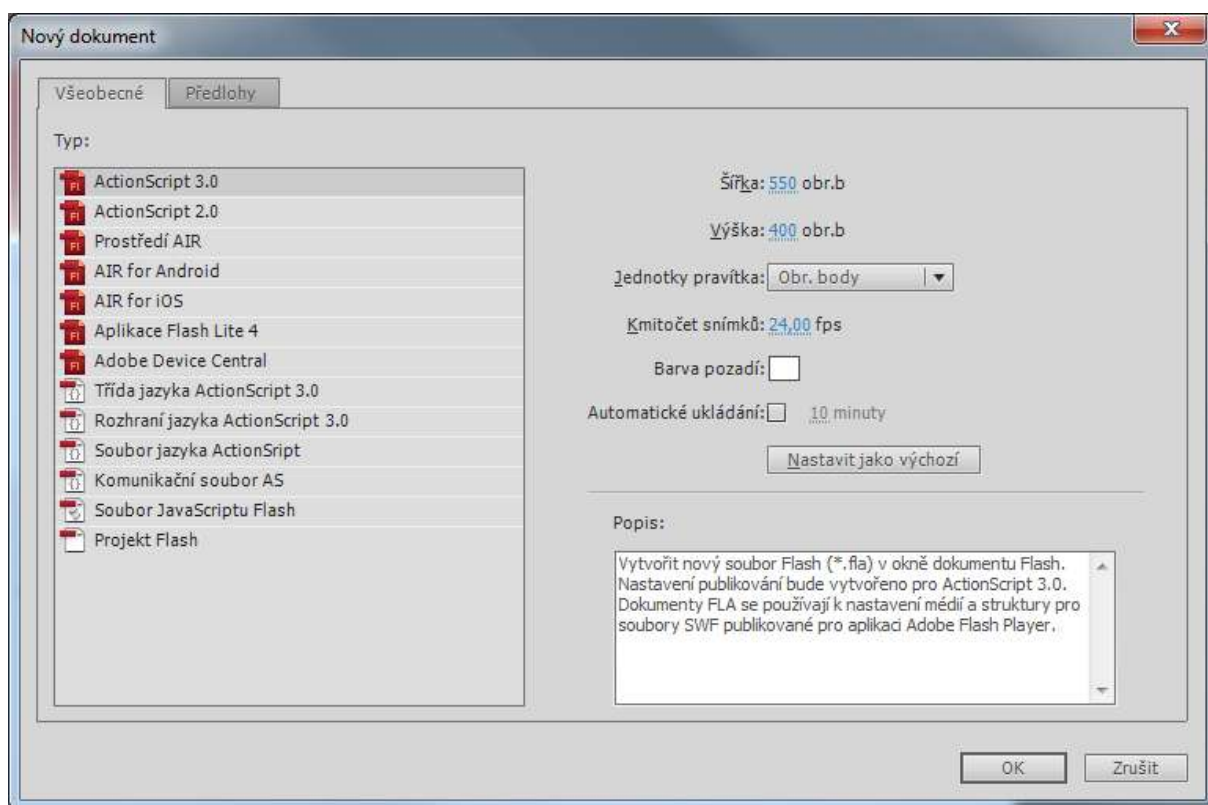 Nový dokument
Všeobecné
Předlohy
Typ:
ActionScript 3.0
ActionScript 2.0
Prostředí AIR
AIR for Android
AIR for iOS
Aplikace Flash Lite 4
Adobe Device Central
Třída jazyka ActionScript 3.0
Rozhraní jazyka ActionScript 3.0
Soubor jazyka ActionSript
Komunikační soubor AS
Soubor JavaScriptu Flash
Projekt Flash
Šířka: 550 obr.b
Výška: 400 obr.b
Jednotky pravítka: Obr. body
Kmitočet snímků: 24,00 fps
Barva pozadí:
Automatické ukládání: 10 minuty
Nastavit jako výchozí
Popis:
Vytvořit nový soubor Flash (*.fla) v okně dokumentu Flash.
Nastavení publikování bude vytvořeno pro ActionScript 3.0.
Dokumenty FLA se používají k nastavení médií a struktury pro
soubory SWF publikované pro aplikaci Adobe Flash Player.
OK
Zrušit